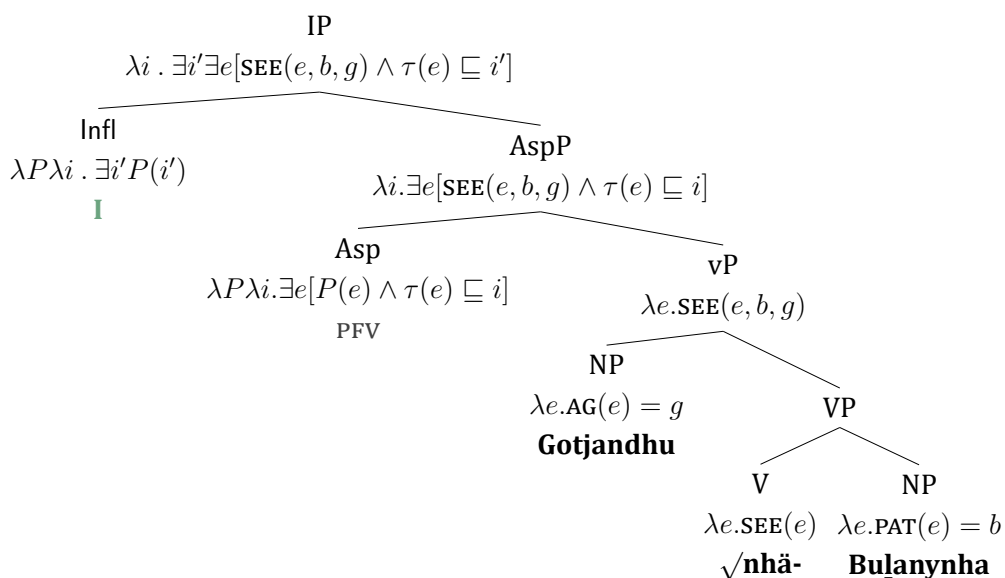 IP
λi . ∃i′∃e[SEE(e, b, g) ∧ τ(e) ⊑ i′]
Infl
λPλi . ∃i′P(i′)
I
AspP
λi.∃e[SEE(e, b, g) ∧ τ(e) ⊑ i]
Asp
λPλi.∃e[P(e) ∧ τ(e) ⊑ i]
PFV
vP
λe.SEE(e, b, g)
NP
λe.AG(e) = g
Gotjandhu
VP
V
λe.SEE(e)
√nhä-
NP
λe.PAT(e) = b
Buḻanynha